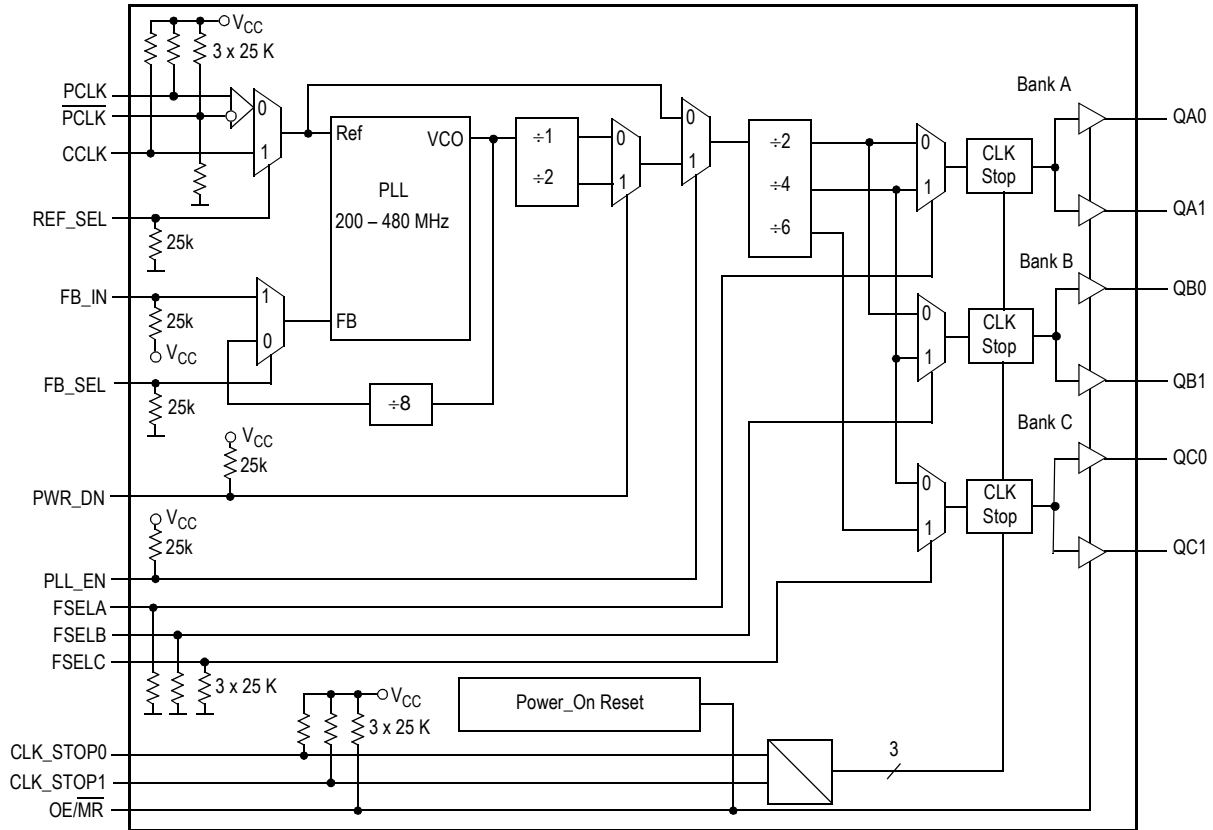 VCC
3 x 25 K
PCLK
PCLK
CCLK
0
1
REF_SEL
25k
Ref
VCO
PLL
200 – 480 MHz
FB
÷1
÷2
0
1
0
1
÷2
÷4
÷6
0
1
CLK
Stop
Bank A
QA0
QA1
FB_IN
25k
VCC
1
0
FB_SEL
25k
÷8
0
1
CLK
Stop
Bank B
QB0
QB1
VCC
25k
PWR_DN
VCC
25k
PLL_EN
0
1
CLK
Stop
Bank C
QC0
QC1
FSELA
FSELB
FSELC
3 x 25 K
VCC
3 x 25 K
Power_On Reset
CLK_STOP0
CLK_STOP1
OE/MR
3